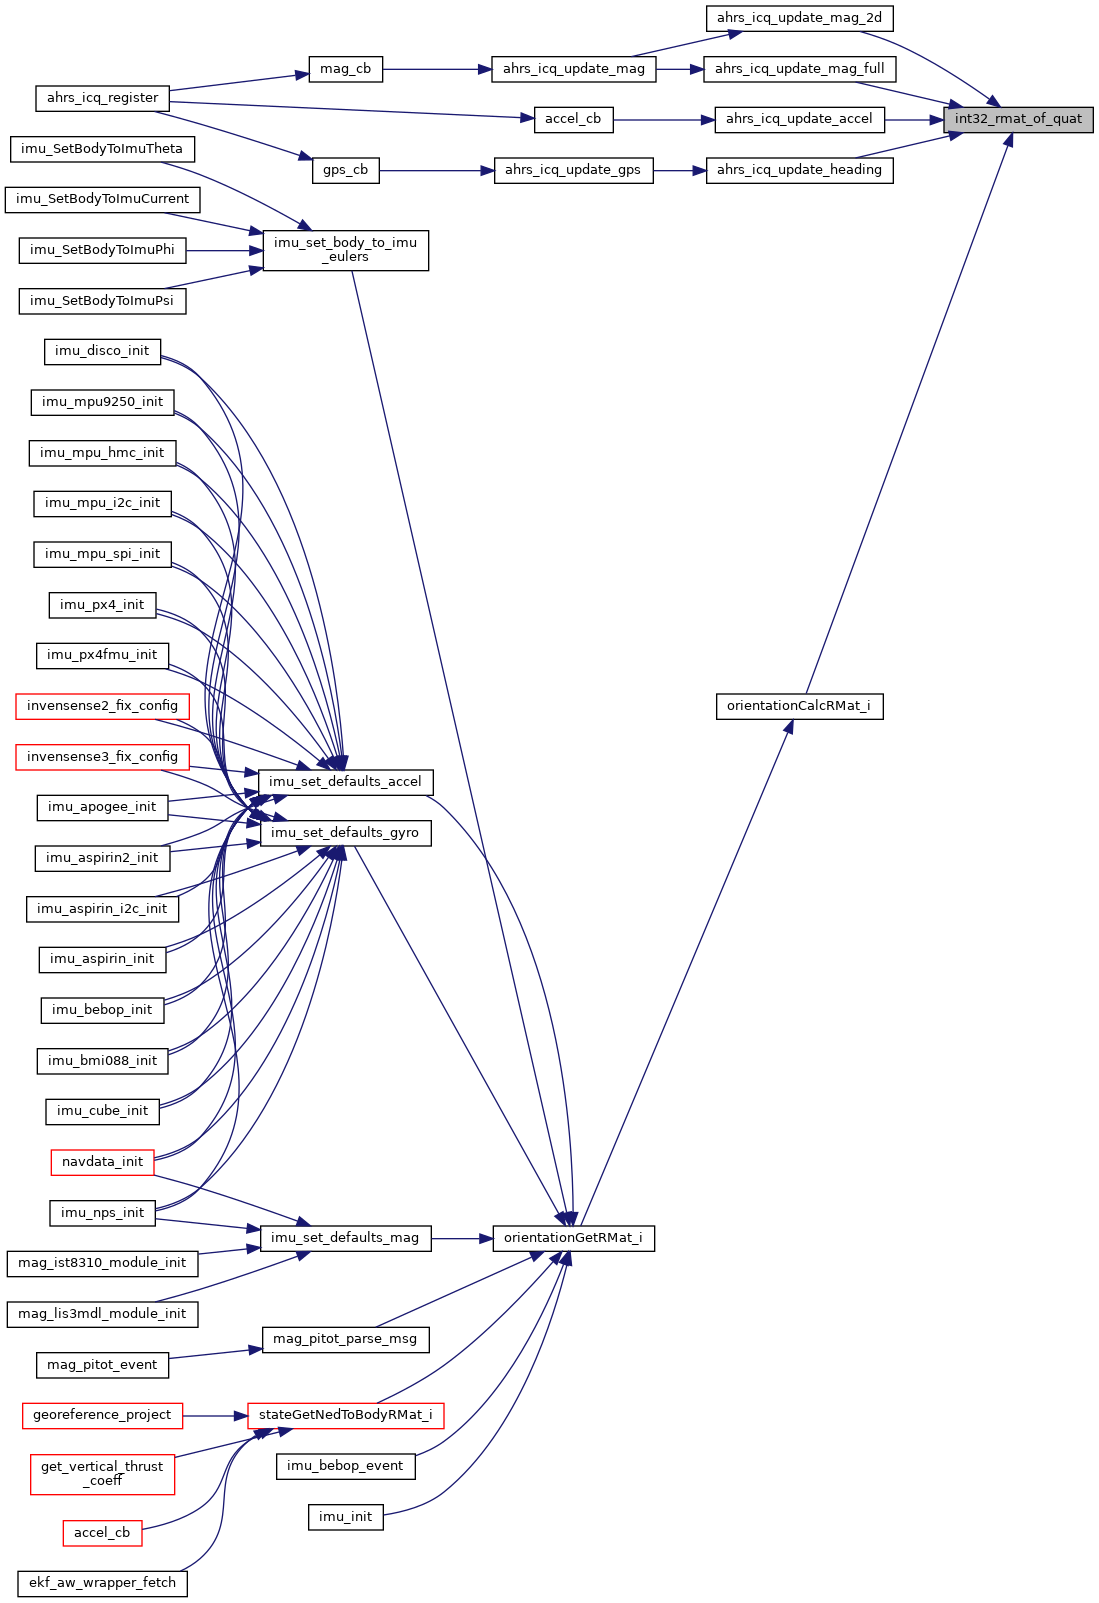 ahrs_icq_update_mag_2d
mag_cb
ahrs_icq_update_mag
ahrs_icq_update_mag_full
ahrs_icq_register
accel_cb
ahrs_icq_update_accel
int32_rmat_of_quat
imu_SetBodyToImuTheta
gps_cb
ahrs_icq_update_gps
ahrs_icq_update_heading
imu_SetBodyToImuCurrent
imu_set_body_to_imu
_eulers
imu_SetBodyToImuPhi
imu_SetBodyToImuPsi
imu_disco_init
imu_mpu9250_init
imu_mpu_hmc_init
imu_mpu_i2c_init
imu_mpu_spi_init
imu_px4_init
imu_px4fmu_init
invensense2_fix_config
orientationCalcRMat_i
invensense3_fix_config
imu_set_defaults_accel
imu_apogee_init
imu_set_defaults_gyro
imu_aspirin2_init
imu_aspirin_i2c_init
imu_aspirin_init
imu_bebop_init
imu_bmi088_init
imu_cube_init
navdata_init
imu_nps_init
imu_set_defaults_mag
orientationGetRMat_i
mag_ist8310_module_init
mag_lis3mdl_module_init
mag_pitot_parse_msg
mag_pitot_event
georeference_project
stateGetNedToBodyRMat_i
get_vertical_thrust
_coeff
imu_bebop_event
imu_init
accel_cb
ekf_aw_wrapper_fetch